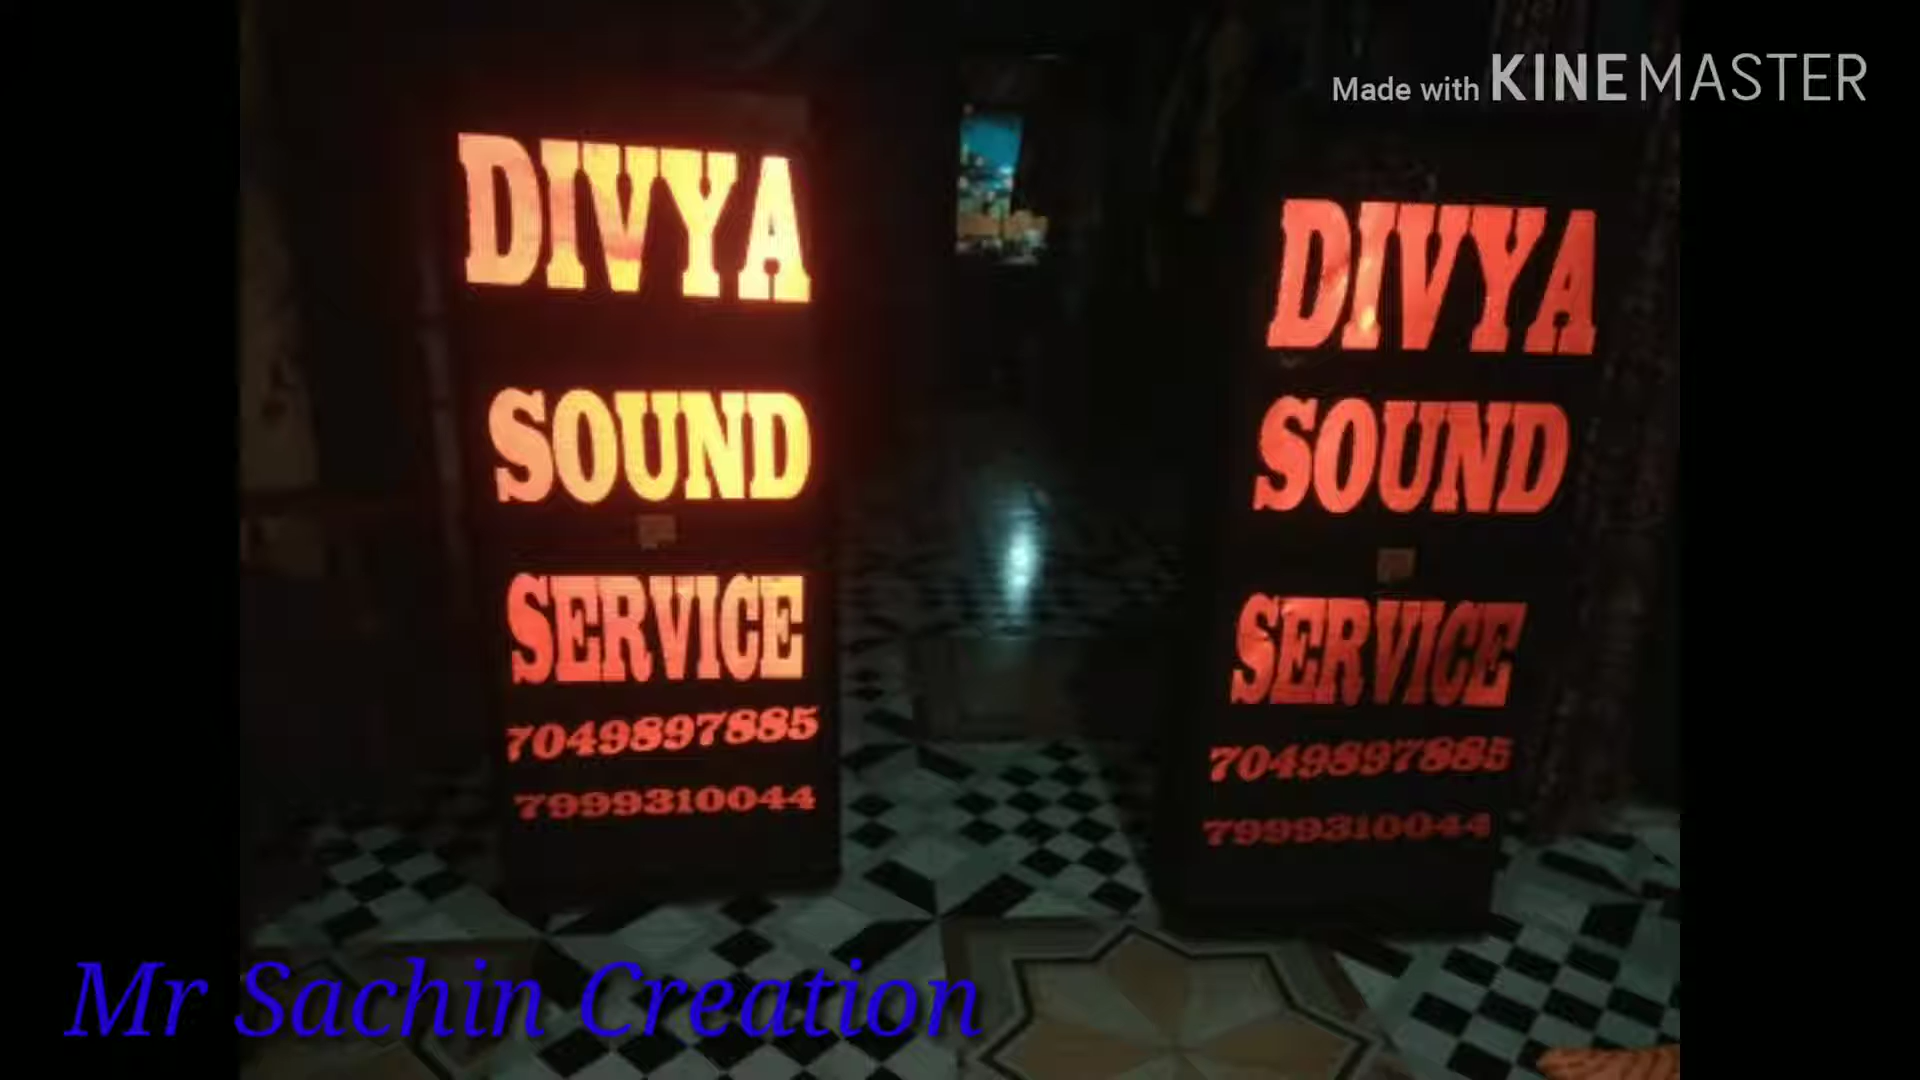 Made with KINEMASTER
DIVYA
SOUND
SERVICE
7049897885
7999310044
DIVYA
SOUND
SERVICE
7049897885
7999310044
Mr Sachin Creation